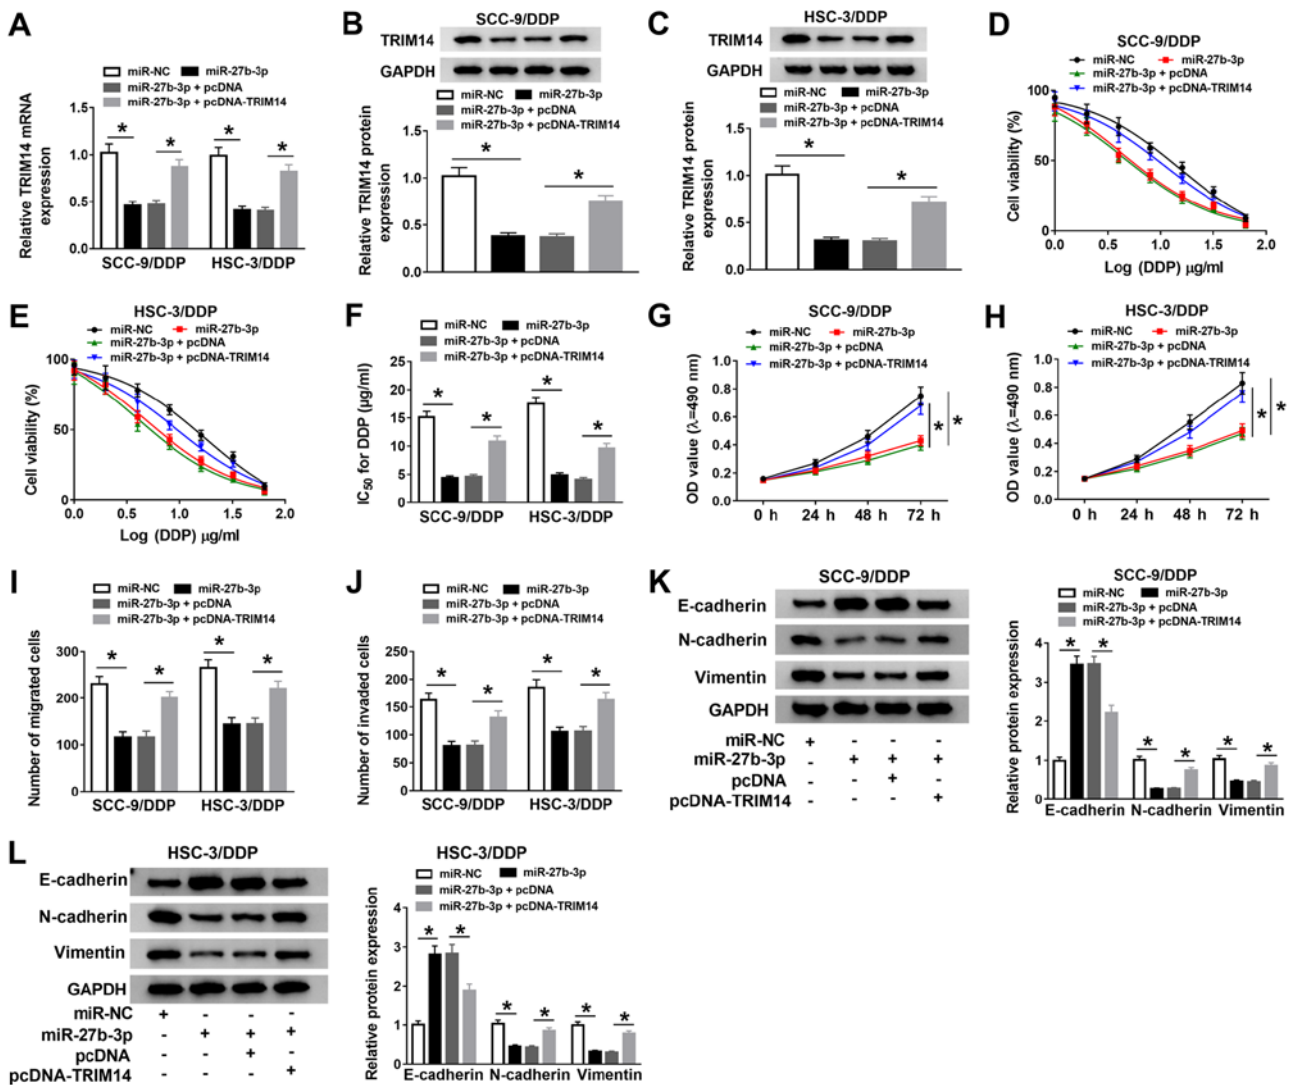 A
miR-NC miR-27b-3p
miR-27b-3p + pcDNA
miR-27b-3p + pcDNA-TRIM14
Relative TRIM14 mRNA
expression
1.5
1.0
0.5
0.0
* * * *
SCC-9/DDP HSC-3/DDP
B
SCC-9/DDP
TRIM14
GAPDH
miR-NC miR-27b-3p
miR-27b-3p + pcDNA
miR-27b-3p + pcDNA-TRIM14
Relative TRIM14 protein
expression
1.5
1.0
0.5
0.0
* *
C
HSC-3/DDP
TRIM14
GAPDH
miR-NC miR-27b-3p
miR-27b-3p + pcDNA
miR-27b-3p + pcDNA-TRIM14
Relative TRIM14 protein
expression
1.5
1.0
0.5
0.0
* *
D
SCC-9/DDP
miR-NC miR-27b-3p
miR-27b-3p + pcDNA
miR-27b-3p + pcDNA-TRIM14
Cell viability (%)
100
50
0
0.0 0.5 1.0 1.5 2.0
Log (DDP) μg/ml
E
HSC-3/DDP
miR-NC miR-27b-3p
miR-27b-3p + pcDNA
miR-27b-3p + pcDNA-TRIM14
Cell viability (%)
100
50
0
0.0 0.5 1.0 1.5 2.0
Log (DDP) μg/ml
F
miR-NC miR-27b-3p
miR-27b-3p + pcDNA
miR-27b-3p + pcDNA-TRIM14
IC50 for DDP (μg/ml)
25
20
15
10
5
0
* * * *
SCC-9/DDP HSC-3/DDP
G
SCC-9/DDP
miR-NC miR-27b-3p
miR-27b-3p + pcDNA
miR-27b-3p + pcDNA-TRIM14
OD value (λ=490 nm)
1.0
0.8
0.6
0.4
0.2
0.0
* *
0 h 24 h 48 h 72 h
H
HSC-3/DDP
miR-NC miR-27b-3p
miR-27b-3p + pcDNA
miR-27b-3p + pcDNA-TRIM14
OD value (λ=490 nm)
1.0
0.8
0.6
0.4
0.2
0.0
* *
0 h 24 h 48 h 72 h
I
miR-NC miR-27b-3p
miR-27b-3p + pcDNA
miR-27b-3p + pcDNA-TRIM14
Number of migrated cells
300
200
100
0
* * * *
SCC-9/DDP HSC-3/DDP
J
miR-NC miR-27b-3p
miR-27b-3p + pcDNA
miR-27b-3p + pcDNA-TRIM14
Number of invaded cells
250
200
150
100
50
0
* * * *
SCC-9/DDP HSC-3/DDP
K
SCC-9/DDP
E-cadherin
N-cadherin
Vimentin
GAPDH
miR-NC + - - -
miR-27b-3p - + + +
pcDNA - - + -
pcDNA-TRIM14 - - - +
SCC-9/DDP
miR-NC miR-27b-3p
miR-27b-3p + pcDNA
miR-27b-3p + pcDNA-TRIM14
Relative protein expression
4
3
2
1
0
* * * * * *
E-cadherin N-cadherin Vimentin
L
HSC-3/DDP
E-cadherin
N-cadherin
Vimentin
GAPDH
miR-NC + - - -
miR-27b-3p - + + +
pcDNA - - + -
pcDNA-TRIM14 - - - +
HSC-3/DDP
miR-NC miR-27b-3p
miR-27b-3p + pcDNA
miR-27b-3p + pcDNA-TRIM14
Relative protein expression
4
3
2
1
0
* * * * * *
E-cadherin N-cadherin Vimentin